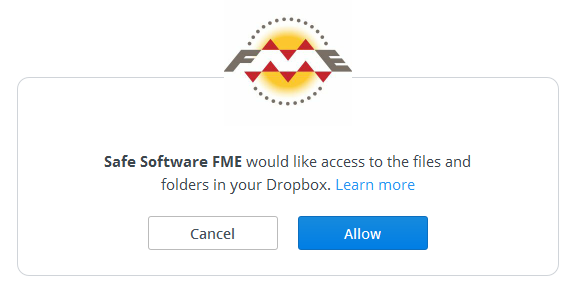 FME
Safe Software FME would like access to the files and
folders in your Dropbox. Learn more
Cancel
Allow